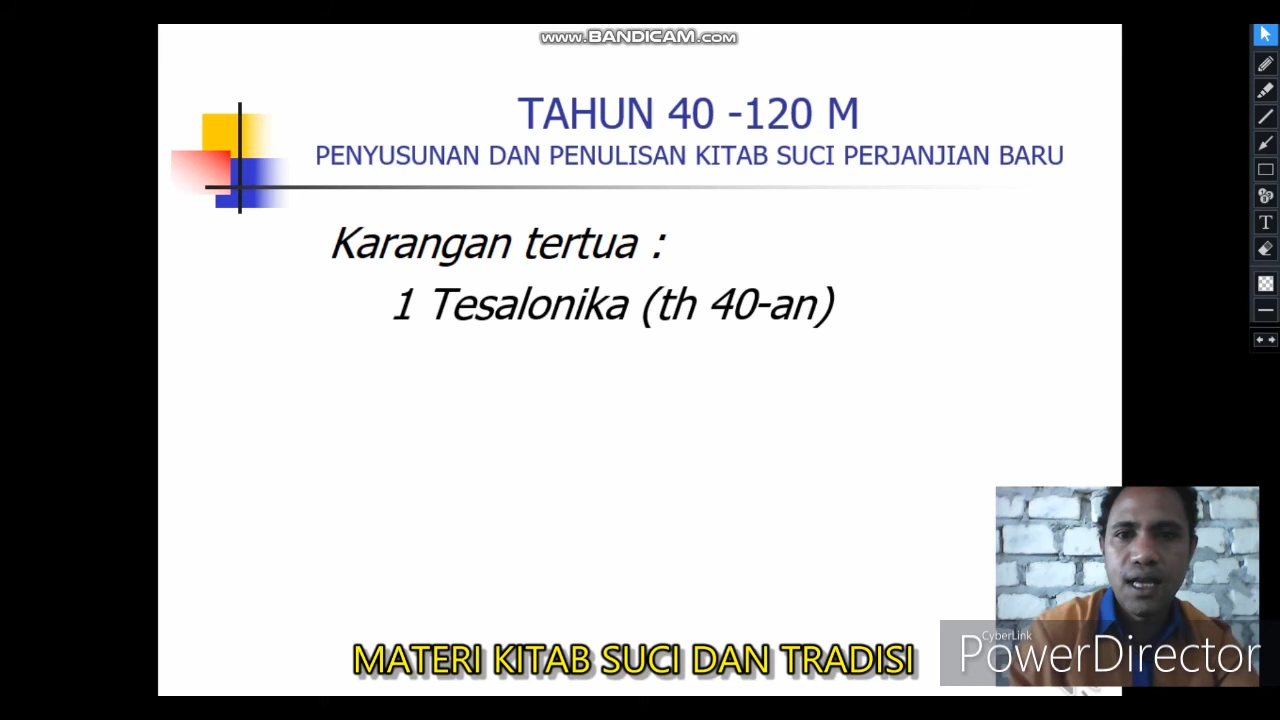 www.BANDICAM.com
TAHUN 40 -120 M
PENYUSUNAN DAN PENULISAN KITAB SUCI PERJANJIAN BARU
Karangan tertua :
1 Tesalonika (th 40-an)
MATERI KITAB SUCI DAN TRADISI
CyberLink
PowerDirector
T